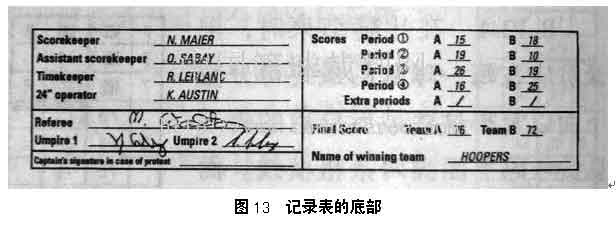 Scorekeeper N. MAIER
Assistant scorekeeper O. SABAY
Timekeeper R. LEBLANC
24" operator K. AUSTIN
Referee
Umpire 1 Umpire 2
Captain's signature in case of protest
Scores Period ① A 15 B 18
Period ② A 19 B 10
Period ③ A 26 B 19
Period ④ A 16 B 25
Extra periods A / B /
Final Score Team A 76 Team B 72
Name of winning team HOOPERS
图 13 记录表的底部